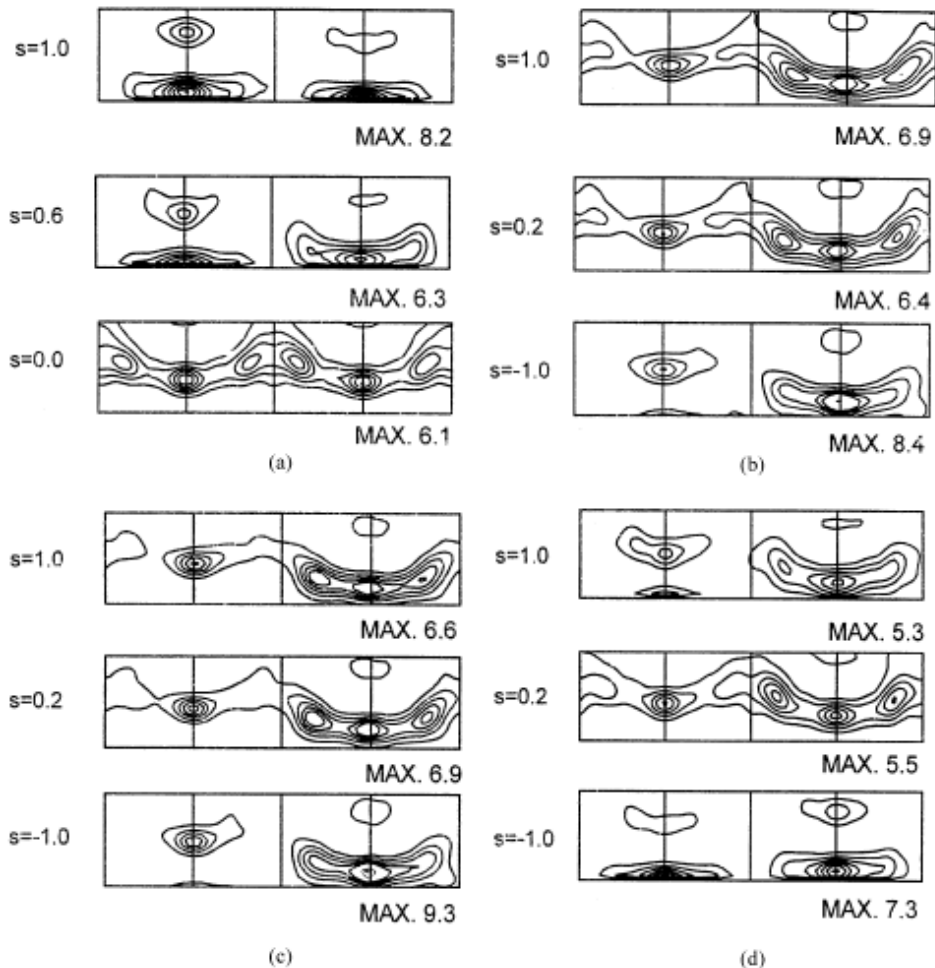 s=1.0
MAX. 8.2
s=0.6
MAX. 6.3
s=0.0
MAX. 6.1
(a)
s=1.0
MAX. 6.9
s=0.2
MAX. 6.4
s=-1.0
MAX. 8.4
(b)
s=1.0
MAX. 6.6
s=0.2
MAX. 6.9
s=-1.0
MAX. 9.3
(c)
s=1.0
MAX. 5.3
s=0.2
MAX. 5.5
s=-1.0
MAX. 7.3
(d)